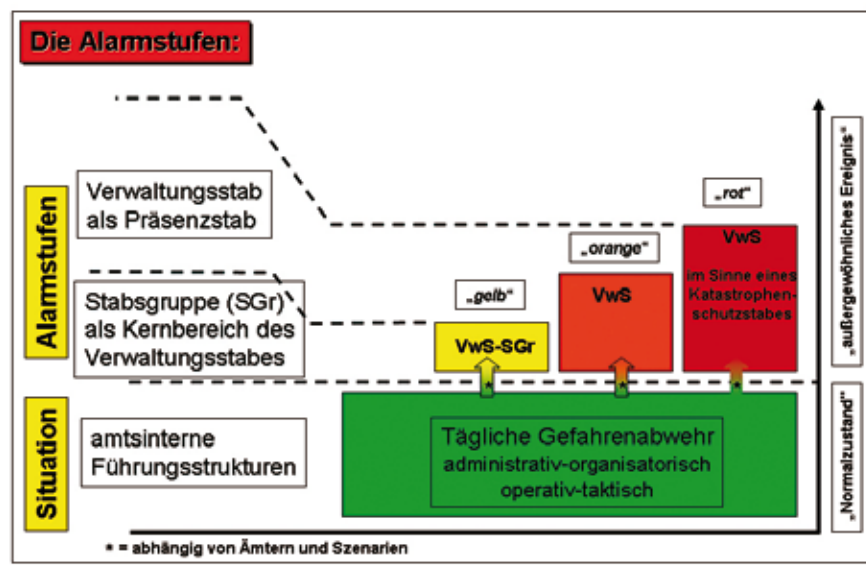 Die Alarmstufen:
Alarmstufen
Verwaltungsstab
als Präsenzstab
Stabsgruppe (SGr)
als Kernbereich des
Verwaltungsstabes
„gelb“
VwS-SGr
„orange“
VwS
„rot“
VwS
im Sinne eines
Katastrophen-
schutzstabes
„außergewöhnliches Ereignis“
Situation
amtsinterne
Führungsstrukturen
*
*
*
Tägliche Gefahrenabwehr
administrativ-organisatorisch
operativ-taktisch
„Normalzustand“
* = abhängig von Ämtern und Szenarien